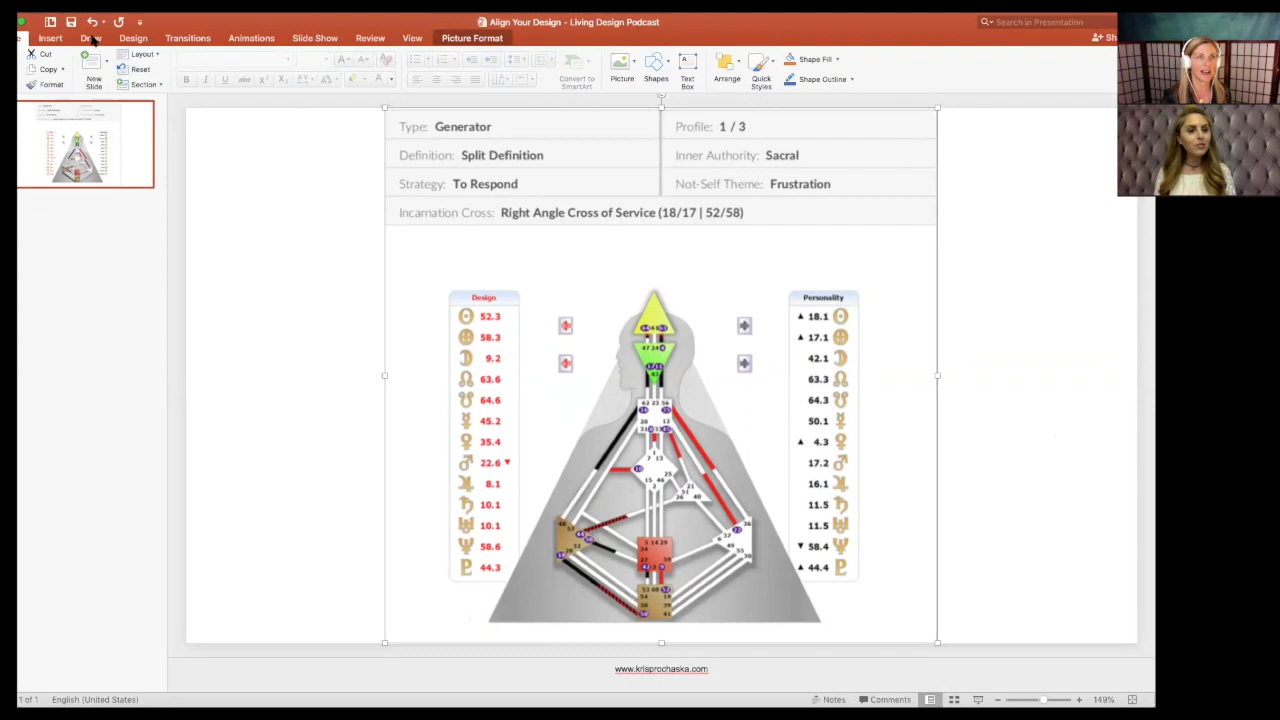 Align Your Design - Living Design Podcast
Search in Presentation
Insert
Draw
Design
Transitions
Animations
Slide Show
Review
View
Picture Format
Cut
Copy
Format
New Slide
Layout
Reset
Section
Convert to SmartArt
Picture
Shapes
Text Box
Arrange
Quick Styles
Shape Fill
Shape Outline
Type: Generator
Profile: 1 / 3
Definition: Split Definition
Inner Authority: Sacral
Strategy: To Respond
Not-Self Theme: Frustration
Incarnation Cross: Right Angle Cross of Service (18/17 | 52/58)
Design
52.3
58.3
9.2
63.6
64.6
45.2
35.4
22.6
8.1
10.1
10.1
58.6
44.3
Personality
18.1
17.1
42.1
63.3
64.3
50.1
4.3
17.2
16.1
11.5
11.5
58.4
44.4
www.krisprochaska.com
1 of 1
English (United States)
Notes
Comments
149%